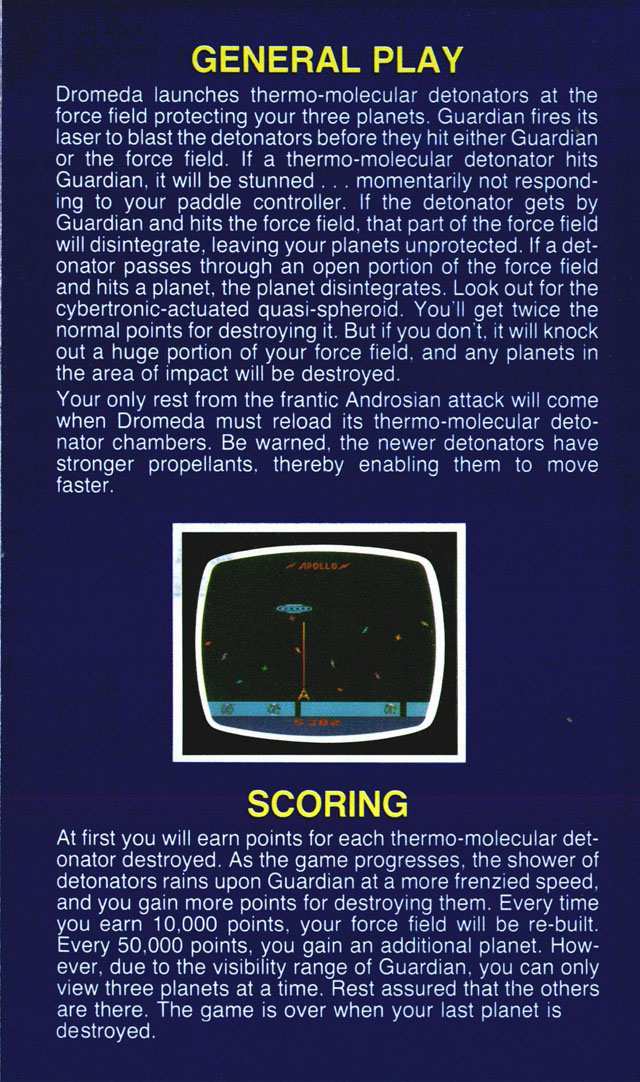 GENERAL PLAY
Dromeda launches thermo-molecular detonators at the
force field protecting your three planets. Guardian fires its
laser to blast the detonators before they hit either Guardian
or the force field. If a thermo-molecular detonator hits
Guardian, it will be stunned . . . momentarily not respond-
ing to your paddle controller. If the detonator gets by
Guardian and hits the force field, that part of the force field
will disintegrate, leaving your planets unprotected. If a det-
onator passes through an open portion of the force field
and hits a planet, the planet disintegrates. Look out for the
cybertronic-actuated quasi-spheroid. You'll get twice the
normal points for destroying it. But if you don't, it will knock
out a huge portion of your force field, and any planets in
the area of impact will be destroyed.
Your only rest from the frantic Androsian attack will come
when Dromeda must reload its thermo-molecular deto-
nator chambers. Be warned, the newer detonators have
stronger propellants, thereby enabling them to move
faster.
APOLLO
SCORING
At first you will earn points for each thermo-molecular det-
onator destroyed. As the game progresses, the shower of
detonators rains upon Guardian at a more frenzied speed,
and you gain more points for destroying them. Every time
you earn 10,000 points, your force field will be re-built.
Every 50,000 points, you gain an additional planet. How-
ever, due to the visibility range of Guardian, you can only
view three planets at a time. Rest assured that the others
are there. The game is over when your last planet is
destroyed.